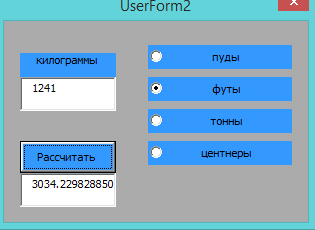 UserForm2
килограммы
1241
Рассчитать
3034.229828850
пуды
футы
тонны
центнеры